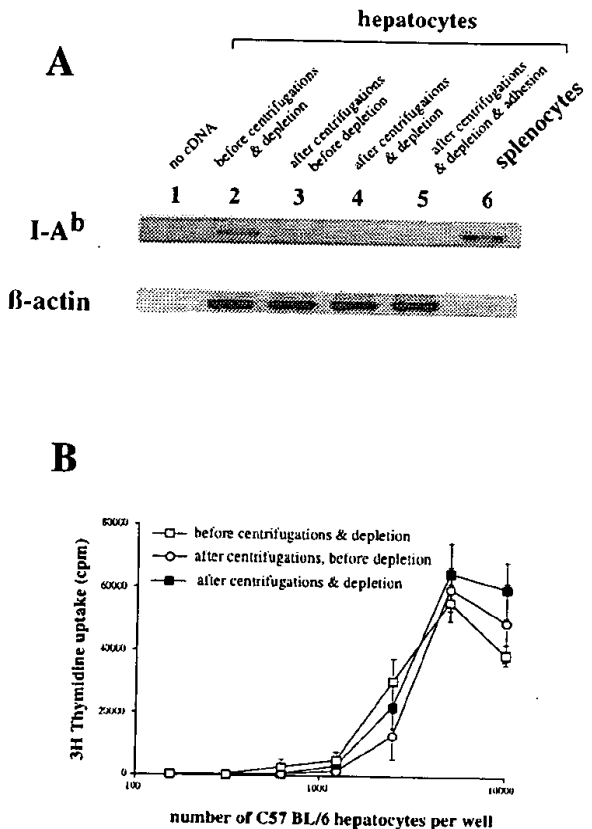 hepatocytes
A
no cDNA
before centrifugations
& depletion
after centrifugations
before depletion
after centrifugations
& depletion
after centrifugations
& depletion & adhesion
splenocytes
1 2 3 4 5 6
I-Ab
ß-actin
B
80000
60000
40000
20000
0
3H Thymidine uptake (cpm)
before centrifugations & depletion
after centrifugations, before depletion
after centrifugations & depletion
100 1000 10000
number of C57 BL/6 hepatocytes per well